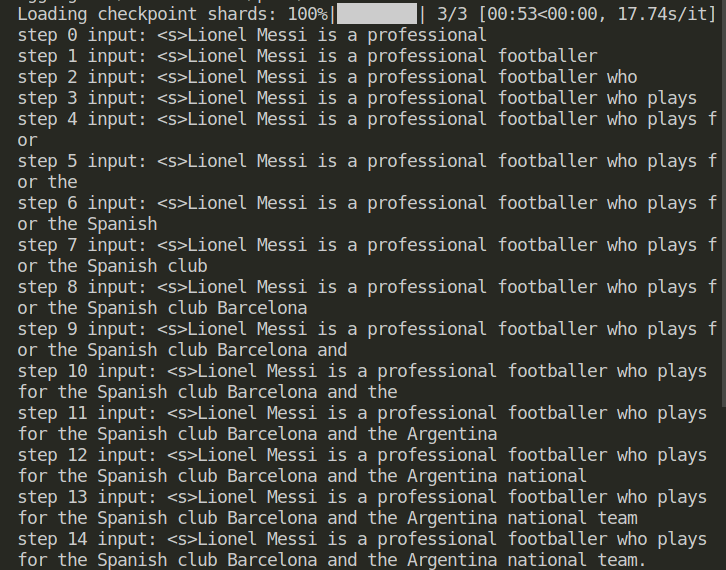 Loading checkpoint shards: 100%|████████| 3/3 [00:53<00:00, 17.74s/it]
step 0 input: <s>Lionel Messi is a professional
step 1 input: <s>Lionel Messi is a professional footballer
step 2 input: <s>Lionel Messi is a professional footballer who
step 3 input: <s>Lionel Messi is a professional footballer who plays
step 4 input: <s>Lionel Messi is a professional footballer who plays f
or
step 5 input: <s>Lionel Messi is a professional footballer who plays f
or the
step 6 input: <s>Lionel Messi is a professional footballer who plays f
or the Spanish
step 7 input: <s>Lionel Messi is a professional footballer who plays f
or the Spanish club
step 8 input: <s>Lionel Messi is a professional footballer who plays f
or the Spanish club Barcelona
step 9 input: <s>Lionel Messi is a professional footballer who plays f
or the Spanish club Barcelona and
step 10 input: <s>Lionel Messi is a professional footballer who plays
for the Spanish club Barcelona and the
step 11 input: <s>Lionel Messi is a professional footballer who plays
for the Spanish club Barcelona and the Argentina
step 12 input: <s>Lionel Messi is a professional footballer who plays
for the Spanish club Barcelona and the Argentina national
step 13 input: <s>Lionel Messi is a professional footballer who plays
for the Spanish club Barcelona and the Argentina national team
step 14 input: <s>Lionel Messi is a professional footballer who plays
for the Spanish club Barcelona and the Argentina national team.